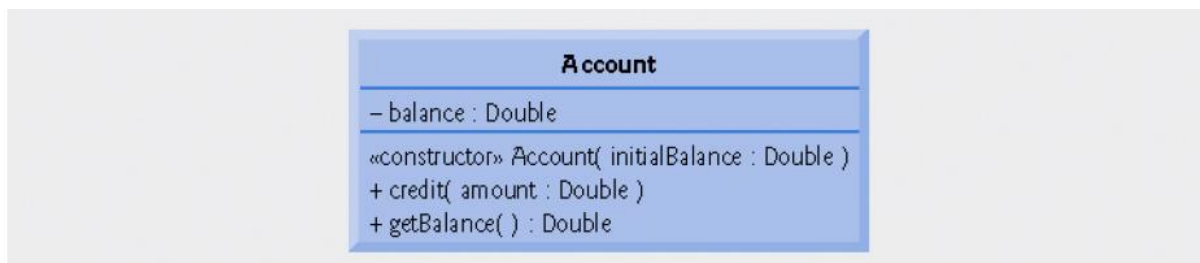 Account
– balance : Double
«constructor» Account( initialBalance : Double )
+ credit( amount : Double )
+ getBalance( ) : Double